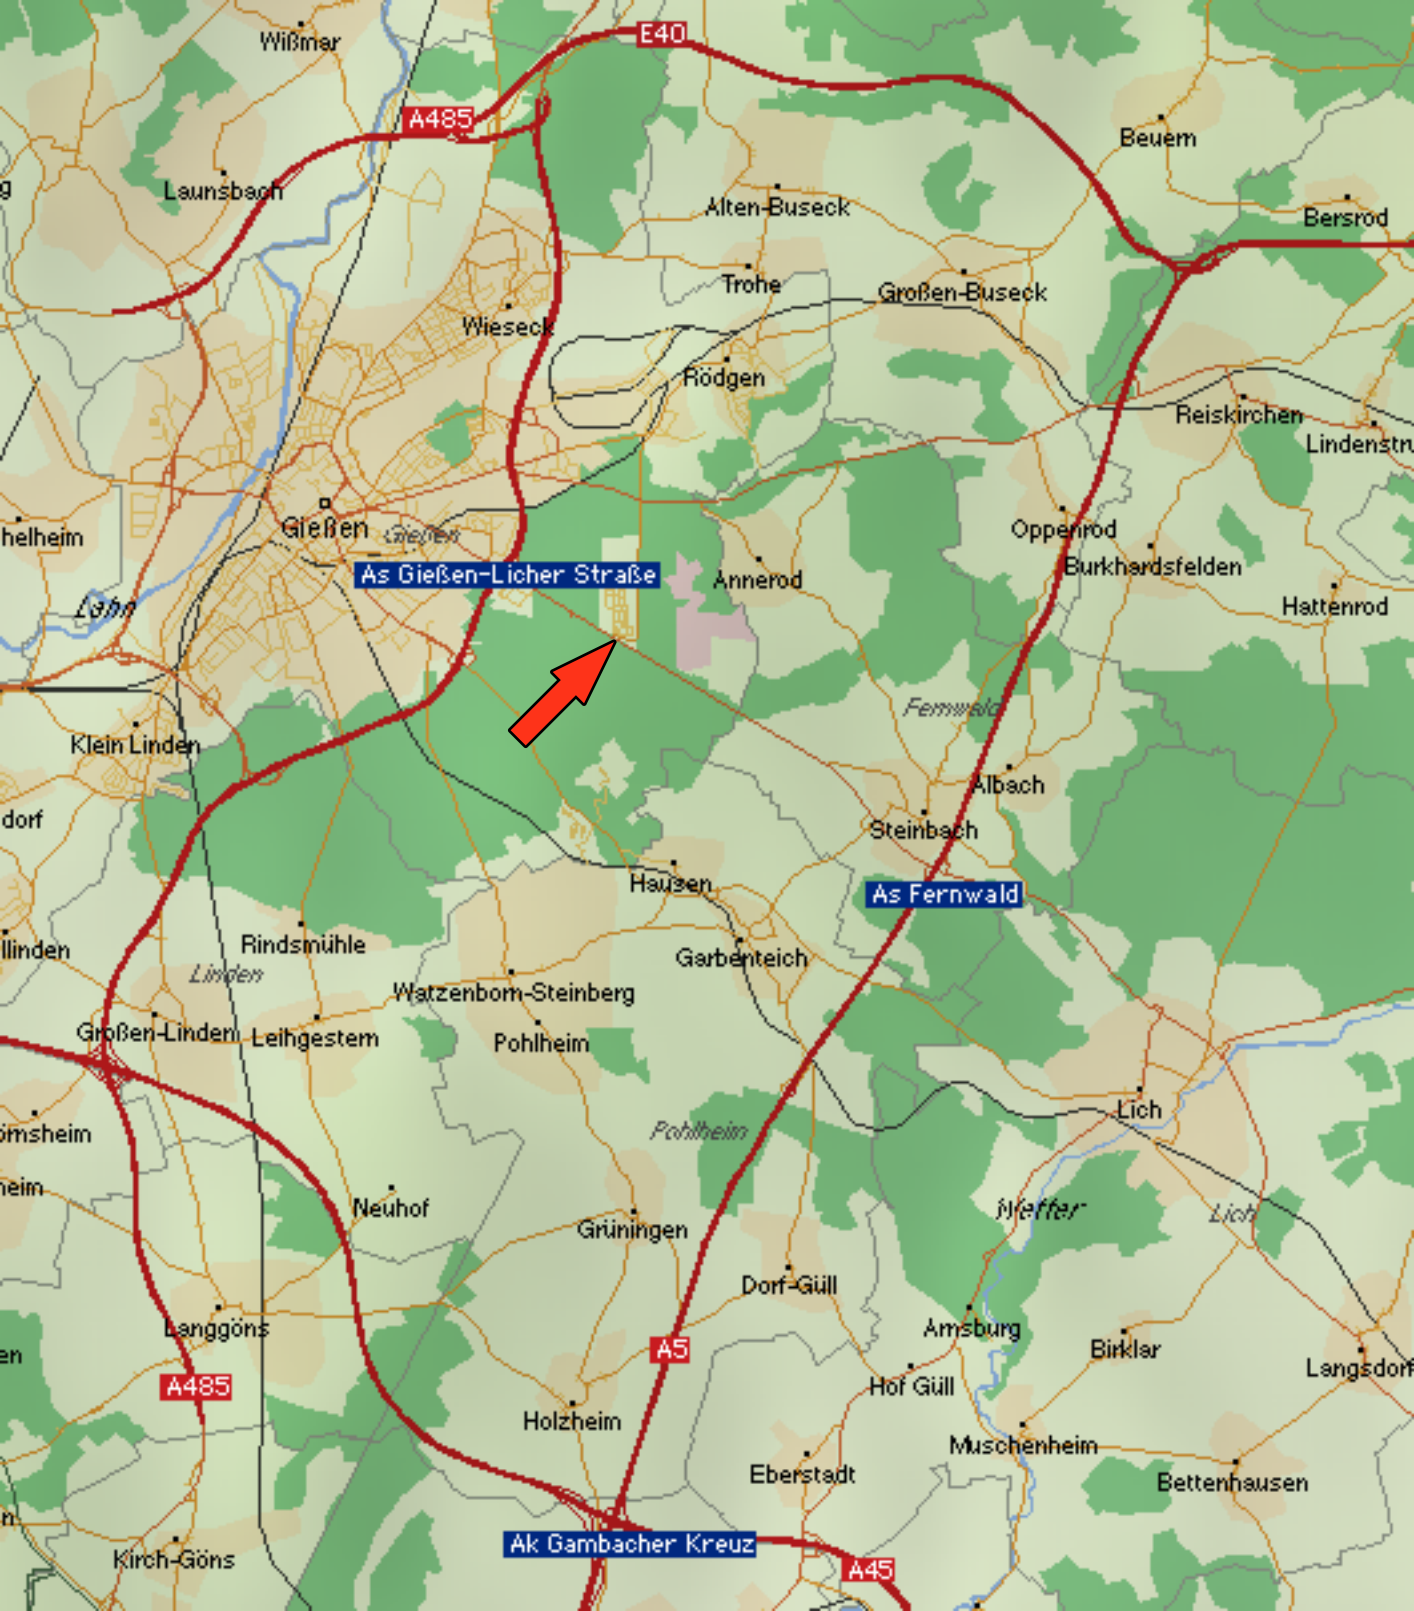 E40
Wißmar
A485
Beuern
g
Launsbach
Alten-Buseck
Bersrod
Trohe
Großen-Buseck
Wieseck
Rödgen
Reiskirchen
Lindenstru
Gießen
Gießen
Oppenrod
helheim
Burkhardsfelden
As Gießen-Licher Straße
Annerod
Lahn
Hattenrod
Fernwald
Klein Linden
Albach
dorf
Steinbach
Hausen
As Fernwald
Rindsmühle
llinden
Garbenteich
Linden
Watzenborn-Steinberg
Großen-Linden
Leihgestern
Pohlheim
Lich
Pohlheim
örnsheim
heim
Neuhof
Wetter
Lich
Grüningen
Dorf-Güll
Langgöns
Arnsburg
A5
Birklar
en
Langsdorf
A485
Hof Güll
Holzheim
Muschenheim
Eberstadt
Bettenhausen
n
Ak Gambacher Kreuz
Kirch-Göns
A45